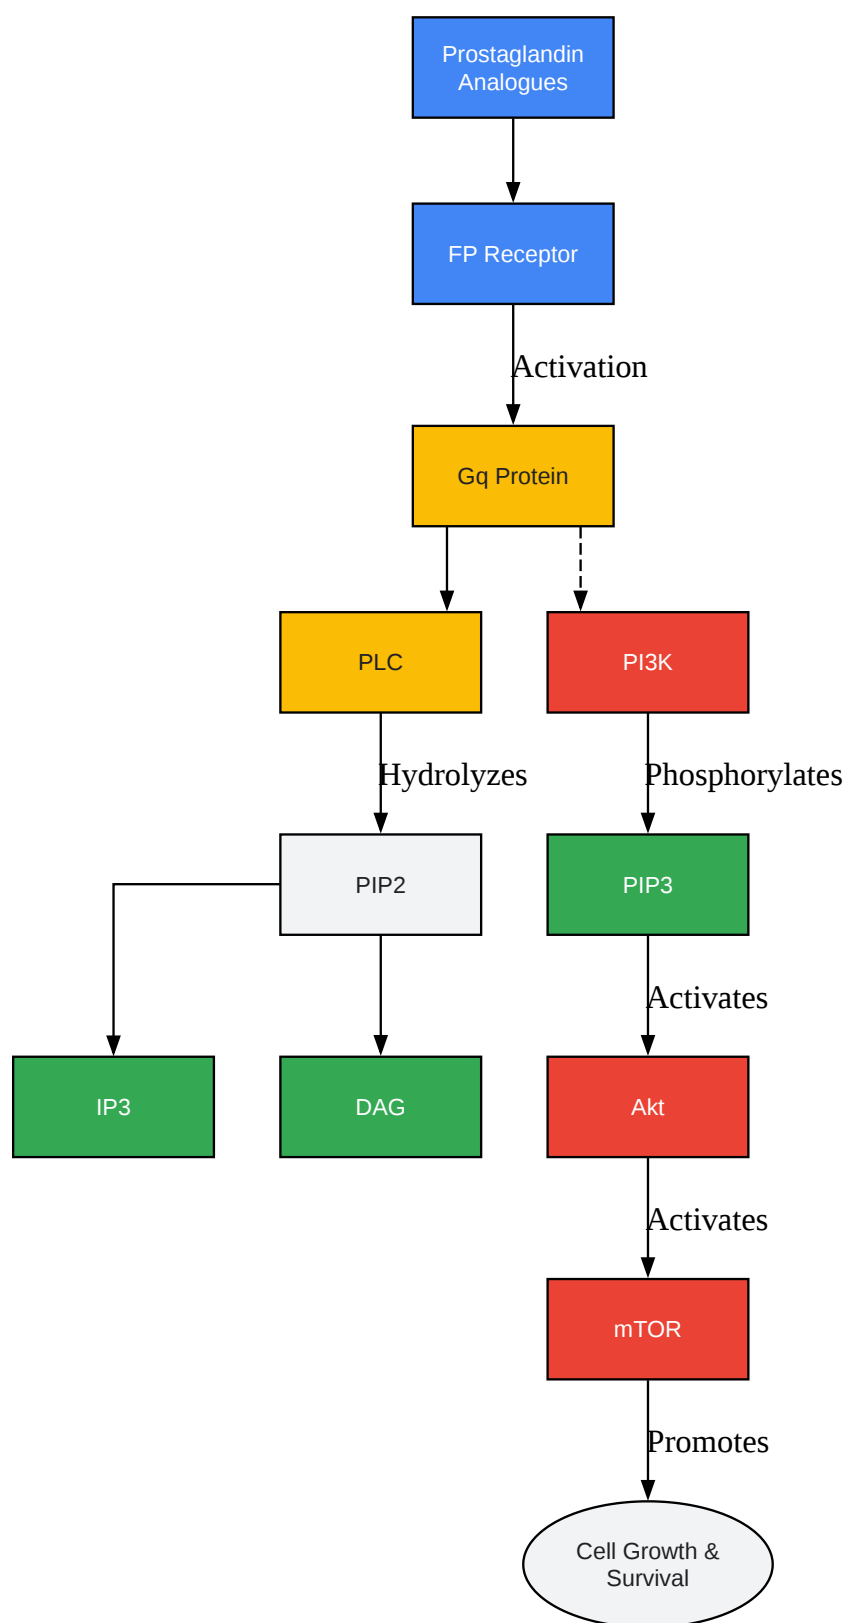 Prostaglandin
Analogues
FP Receptor
Activation
Gq Protein
PLC
PI3K
Hydrolyzes
Phosphorylates
PIP2
PIP3
Activates
IP3
DAG
Akt
Activates
mTOR
Promotes
Cell Growth &
Survival